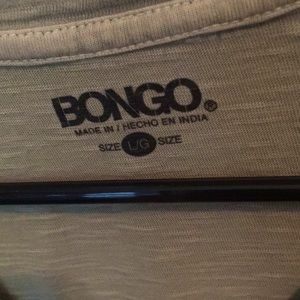 BONGO®
MADE IN / HECHO EN INDIA
SIZE L/G SIZE